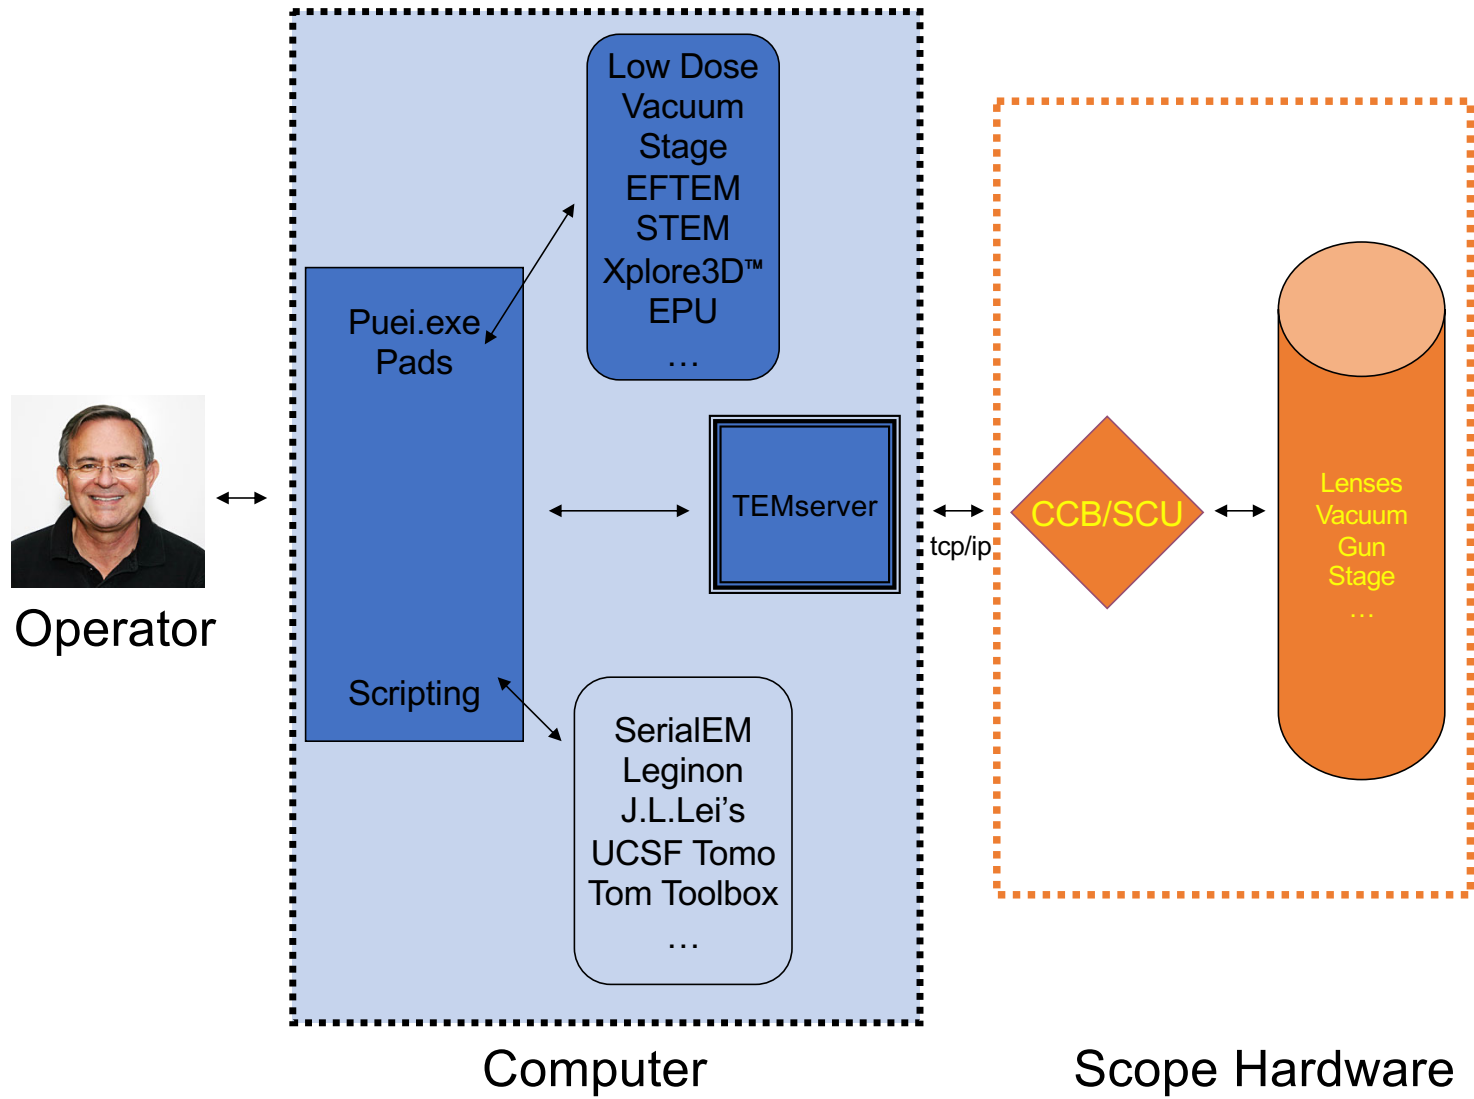 Low Dose
Vacuum
Stage
EFTEM
STEM
Xplore3D™
EPU
…
Puei.exe
Pads
Operator
TEMserver
tcp/ip
CCB/SCU
Lenses
Vacuum
Gun
Stage
…
Scripting
SerialEM
Leginon
J.L.Lei’s
UCSF Tomo
Tom Toolbox
…
Computer
Scope Hardware